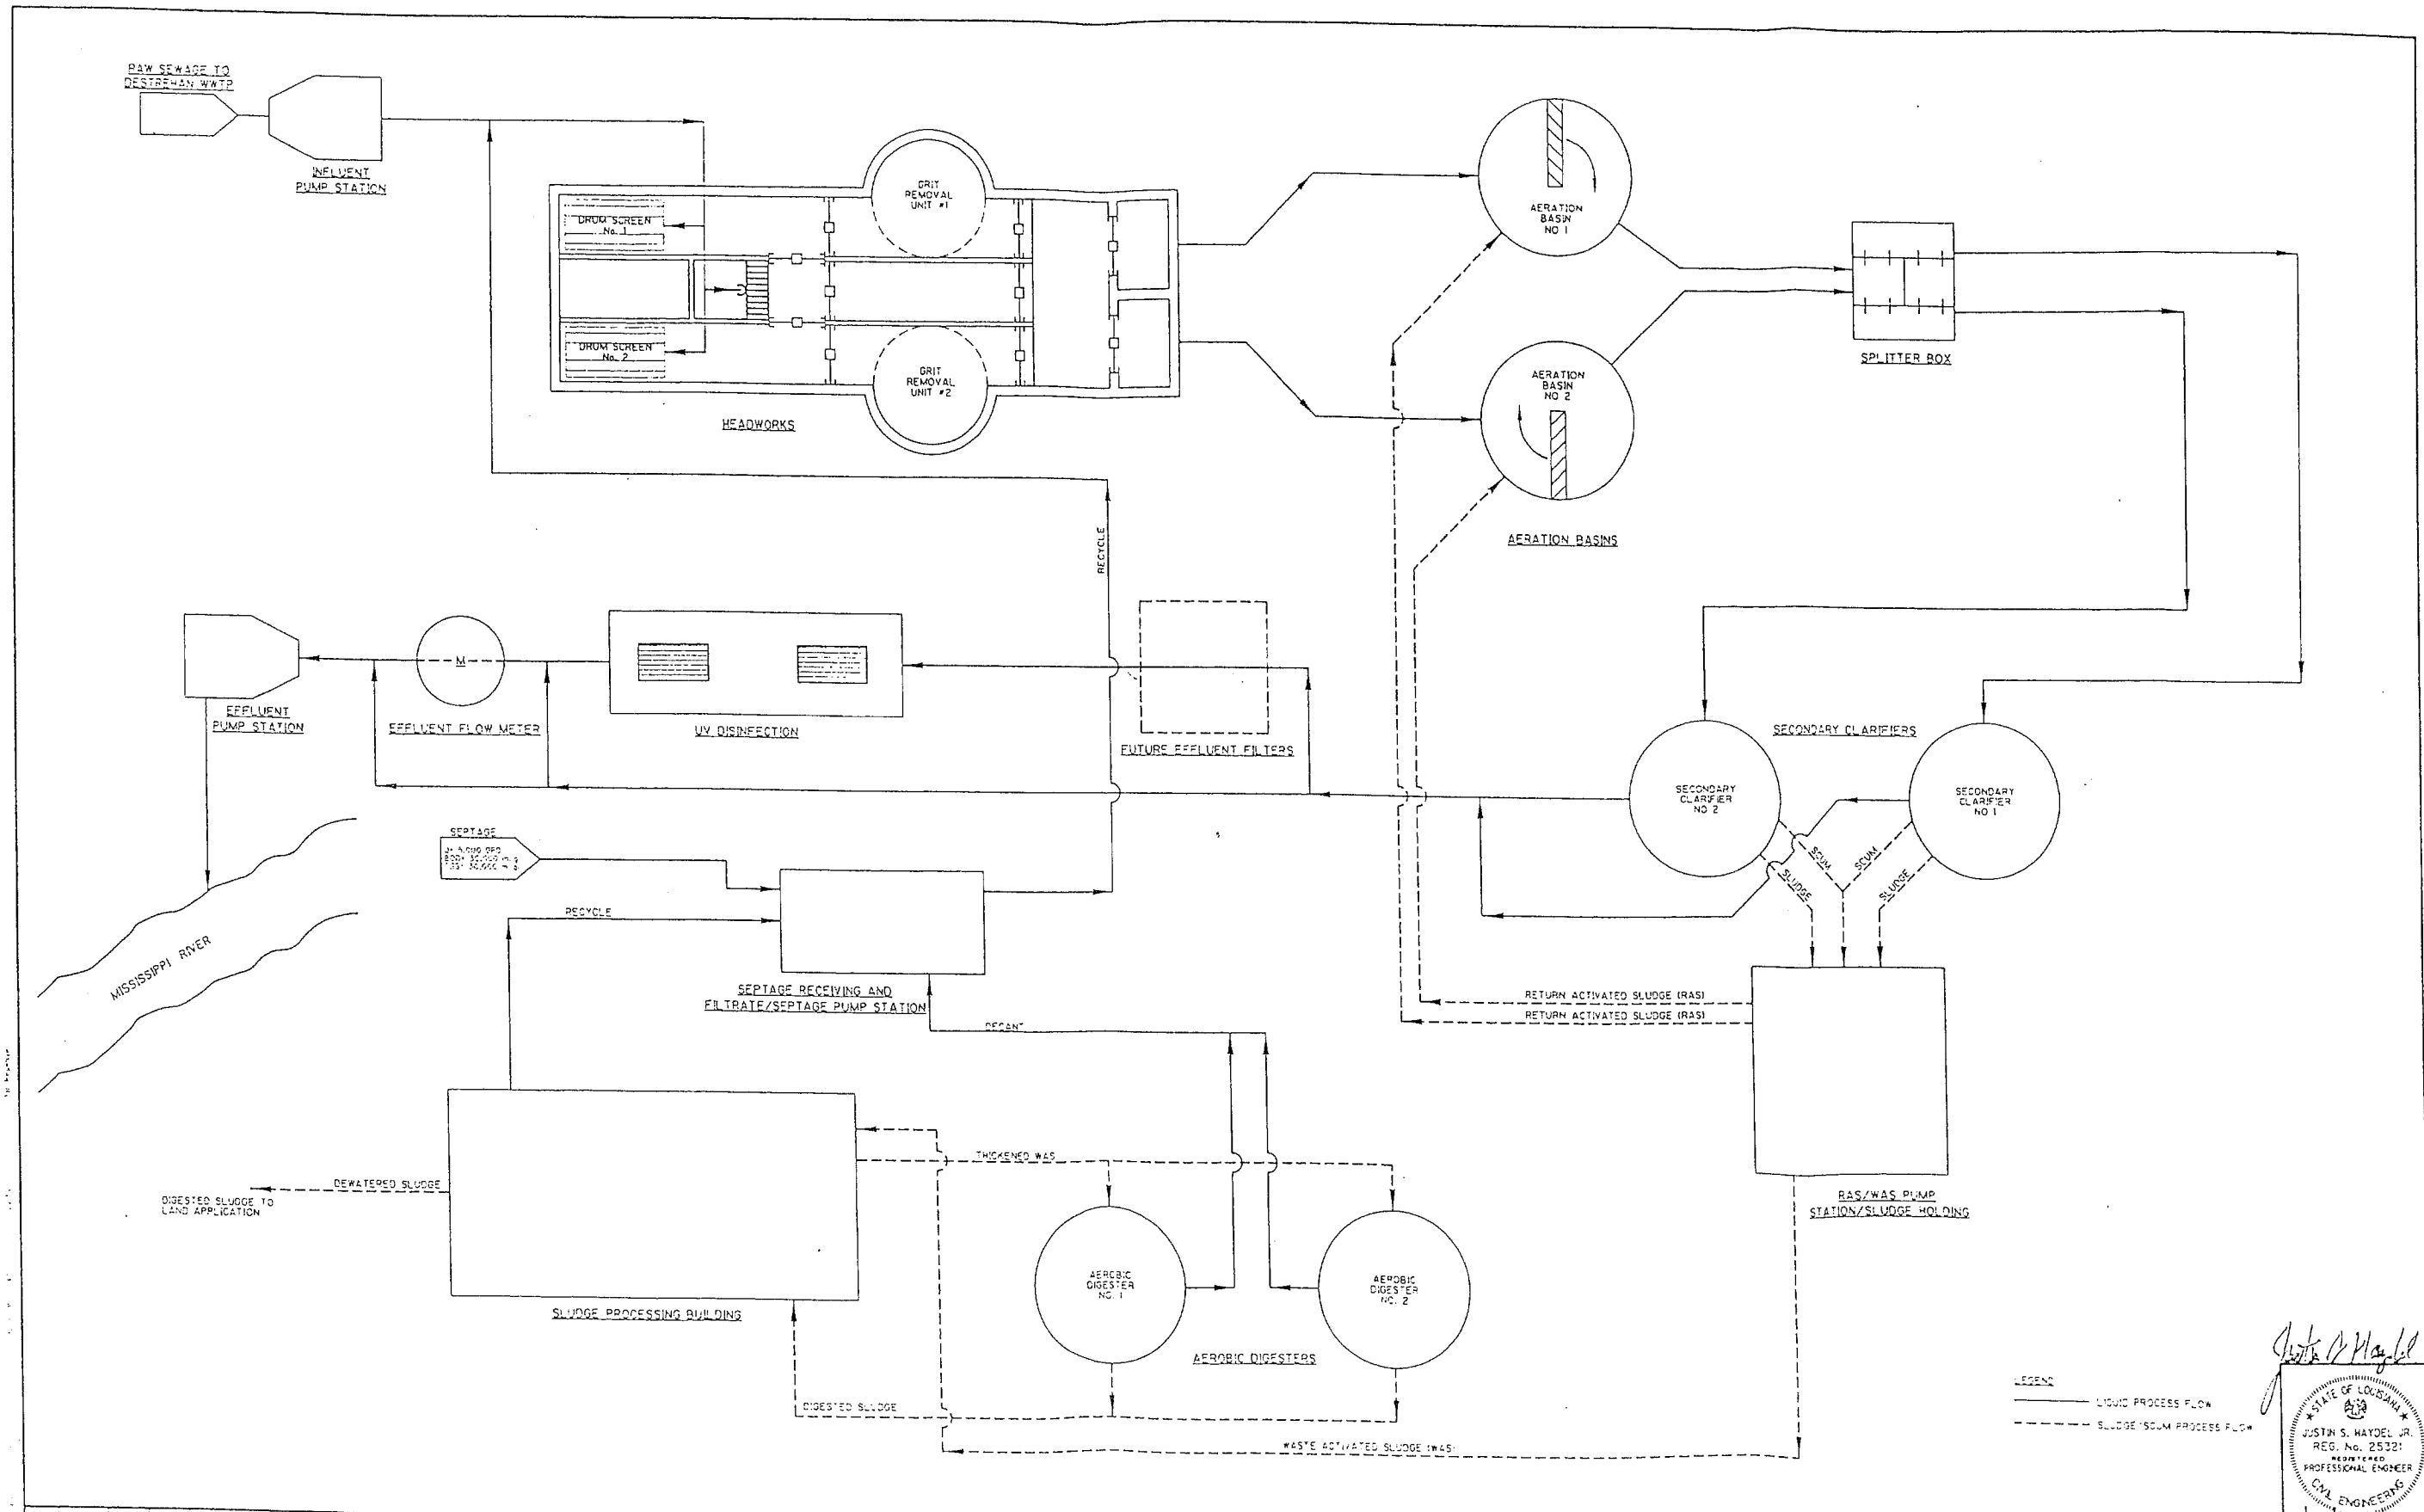 RAW SEWAGE TO
DESTREHAN WWTP
INFLUENT
PUMP STATION
GRIT
REMOVAL
UNIT #1
DRUM SCREEN
No. 1
DRUM SCREEN
No. 2
GRIT
REMOVAL
UNIT #2
HEADWORKS
AERATION
BASIN
NO 1
AERATION
BASIN
NO 2
AERATION BASINS
SPLITTER BOX
RECYCLE
M
EFFLUENT
PUMP STATION
EFFLUENT FLOW METER
UV DISINFECTION
FUTURE EFFLUENT FILTERS
SECONDARY CLARIFIERS
SECONDARY
CLARIFIER
NO 2
SECONDARY
CLARIFIER
NO 1
SCUM
SCUM
SLUDGE
SLUDGE
SEPTAGE
RECYCLE
MISSISSIPPI RIVER
SEPTAGE RECEIVING AND
FILTRATE/SEPTAGE PUMP STATION
DECANT
RETURN ACTIVATED SLUDGE (RAS)
RETURN ACTIVATED SLUDGE (RAS)
RAS/WAS PUMP
STATION/SLUDGE HOLDING
THICKENED WAS
DEWATERED SLUDGE
DIGESTED SLUDGE TO
LAND APPLICATION
AEROBIC
DIGESTER
NO. 1
AEROBIC
DIGESTER
NO. 2
SLUDGE PROCESSING BUILDING
AEROBIC DIGESTERS
DIGESTED SLUDGE
WASTE ACTIVATED SLUDGE (WAS)
LEGEND
LIQUID PROCESS FLOW
SLUDGE/SCUM PROCESS FLOW
STATE OF LOUISIANA
JUSTIN S. HAYDEL JR.
REG. No. 25321
REGISTERED
PROFESSIONAL ENGINEER
CIVIL ENGINEERING